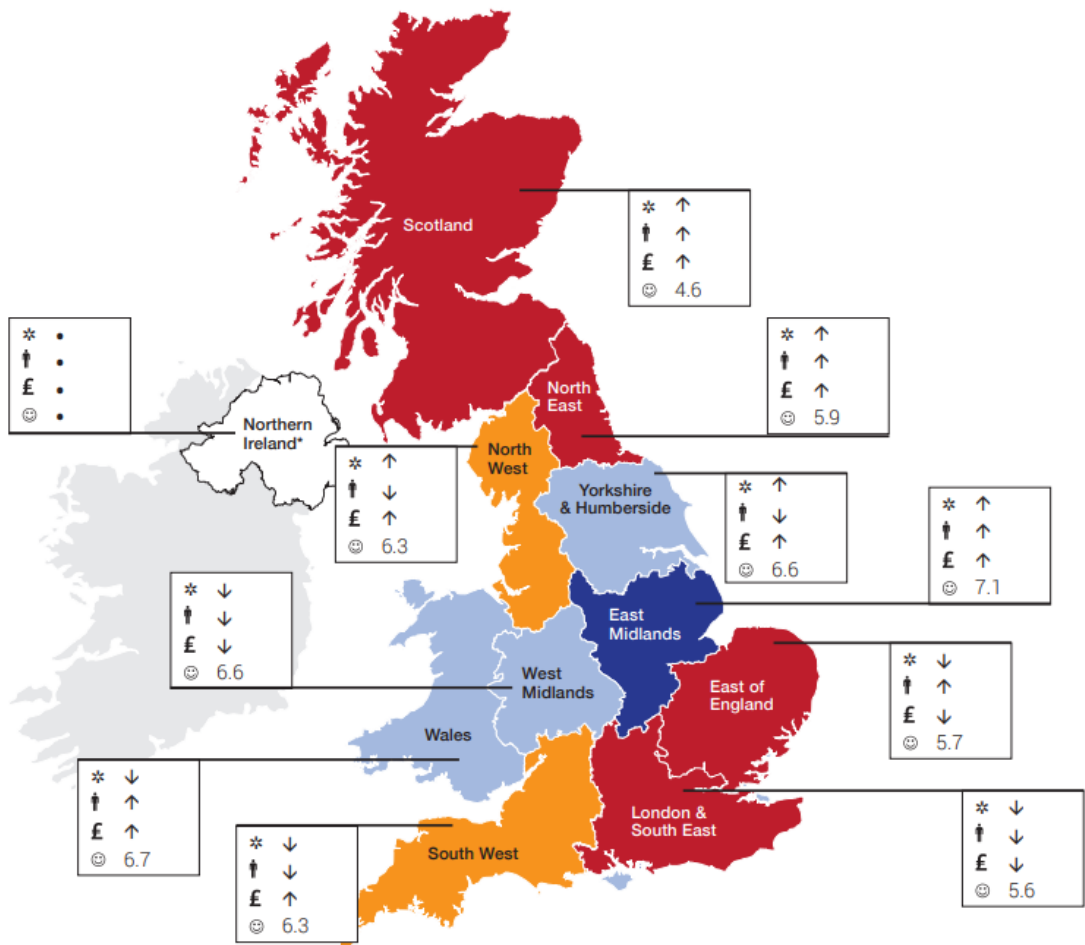 Scotland
✲ ↑
↑
£ ↑
☺ 4.6
✲ •
•
£ •
☺ •
Northern
Ireland*
North
East
✲ ↑
↑
£ ↑
☺ 5.9
North
West
✲ ↑
↓
£ ↑
☺ 6.3
Yorkshire
& Humberside
✲ ↑
↓
£ ↑
☺ 6.6
✲ ↑
↑
£ ↑
☺ 7.1
East
Midlands
✲ ↓
↓
£ ↓
☺ 6.6
West
Midlands
East of
England
✲ ↓
↑
£ ↓
☺ 5.7
Wales
✲ ↓
↑
£ ↑
☺ 6.7
London &
South East
✲ ↓
↓
£ ↓
☺ 5.6
South West
✲ ↓
↓
£ ↑
☺ 6.3